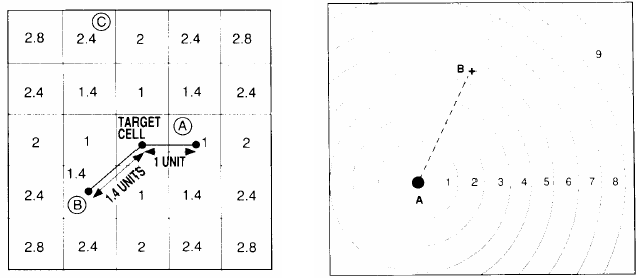 C
2.8 2.4 2 2.4 2.8
2.4 1.4 1 1.4 2.4
TARGET
CELL
A
2 1 1 2
1 UNIT
1.4
1.4 UNITS
B
2.4 1 1.4 2.4
2.8 2.4 2 2.4 2.8
9
B
1 2 3 4 5 6 7 8
A